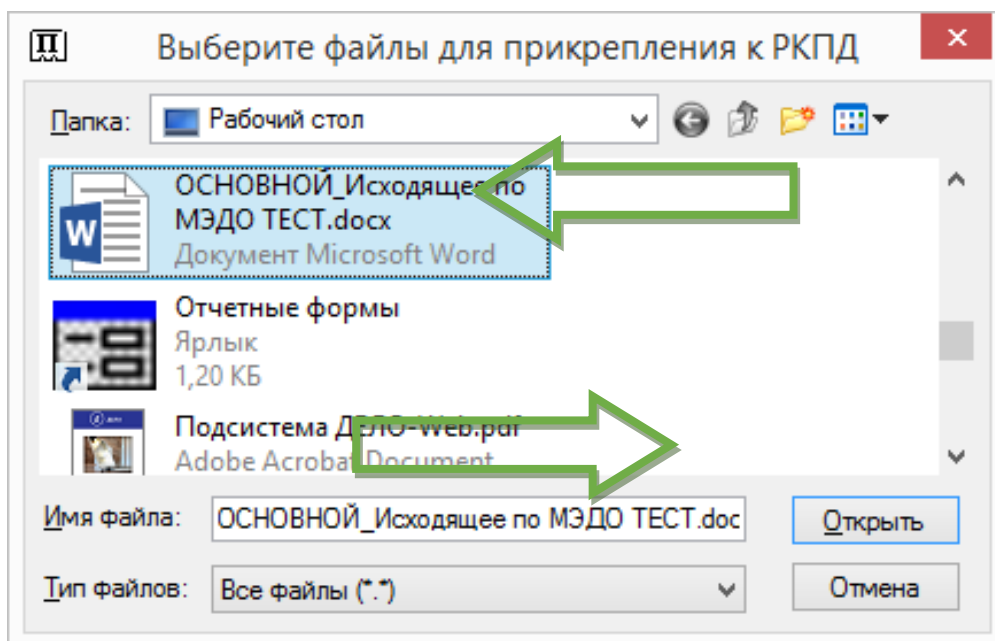 Выберите файлы для прикрепления к РКПД
Папка: Рабочий стол
ОСНОВНОЙ_Исходящее по
МЭДО ТЕСТ.docx
Документ Microsoft Word
Отчетные формы
Ярлык
1,20 КБ
Подсистема ДЕЛО-Web.pdf
Adobe Acrobat Document
Имя файла: ОСНОВНОЙ_Исходящее по МЭДО ТЕСТ.doc
Открыть
Тип файлов: Все файлы (*.*)
Отмена